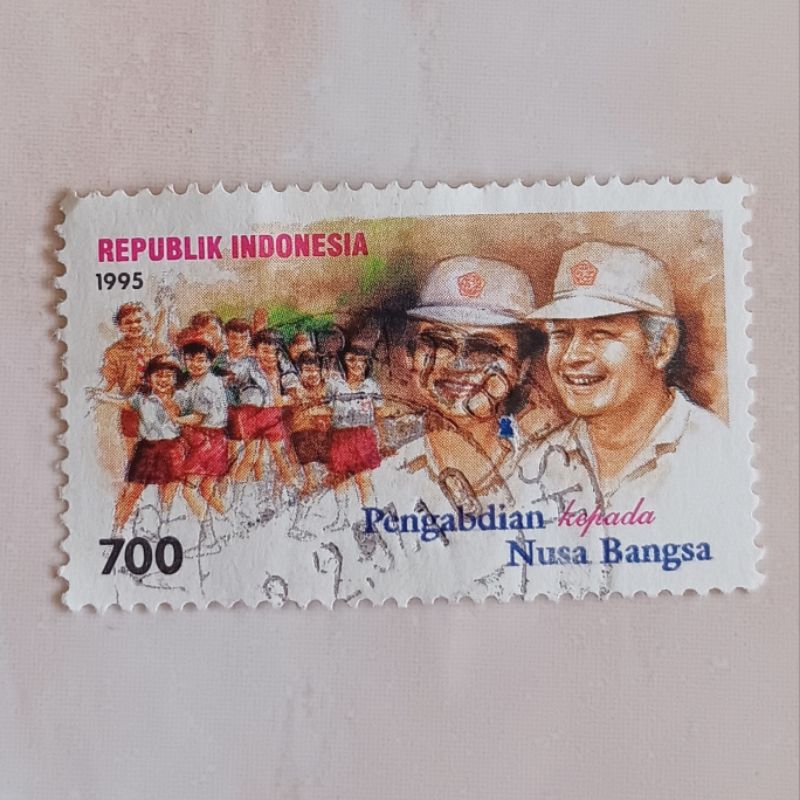 REPUBLIK INDONESIA
1995
Pengabdian kepada
Nusa Bangsa
700